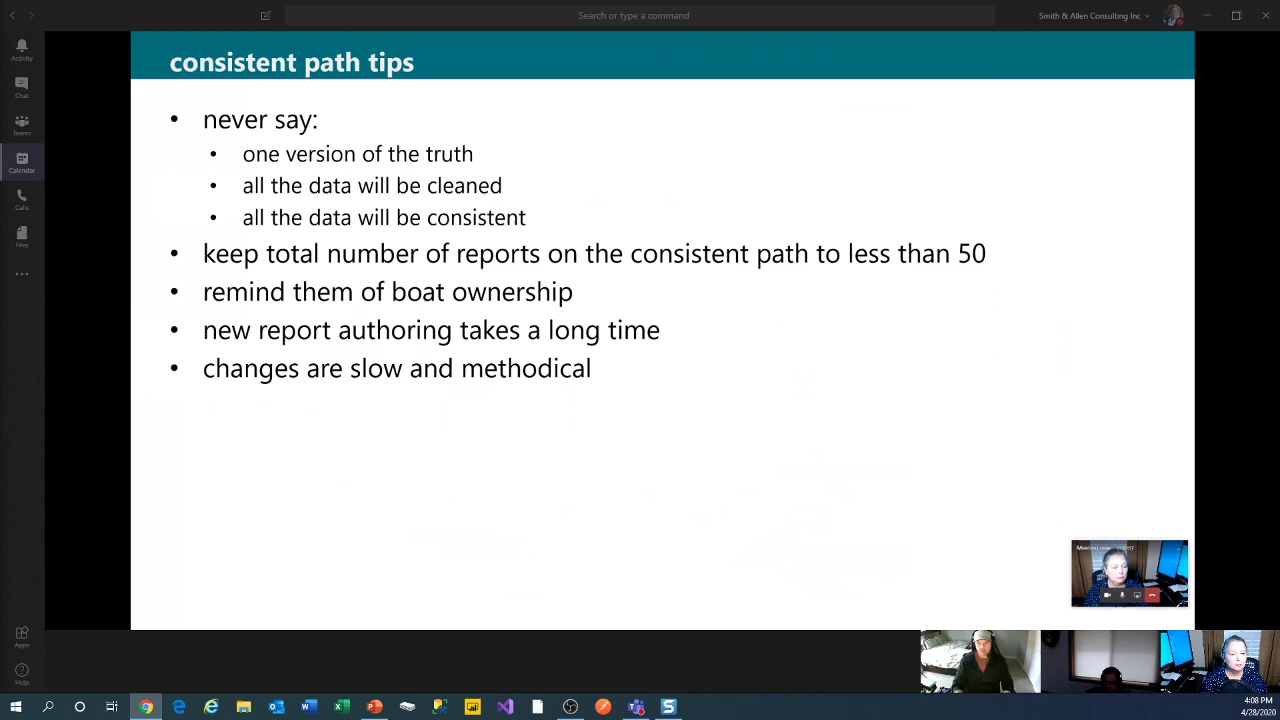 Search or type a command
Smith & Allen Consulting Inc
Activity
Chat
Teams
Calendar
Calls
Files
Apps
Help
consistent path tips
• never say:
• one version of the truth
• all the data will be cleaned
• all the data will be consistent
• keep total number of reports on the consistent path to less than 50
• remind them of boat ownership
• new report authoring takes a long time
• changes are slow and methodical
Meeting now
4:08 PM
4/28/2020